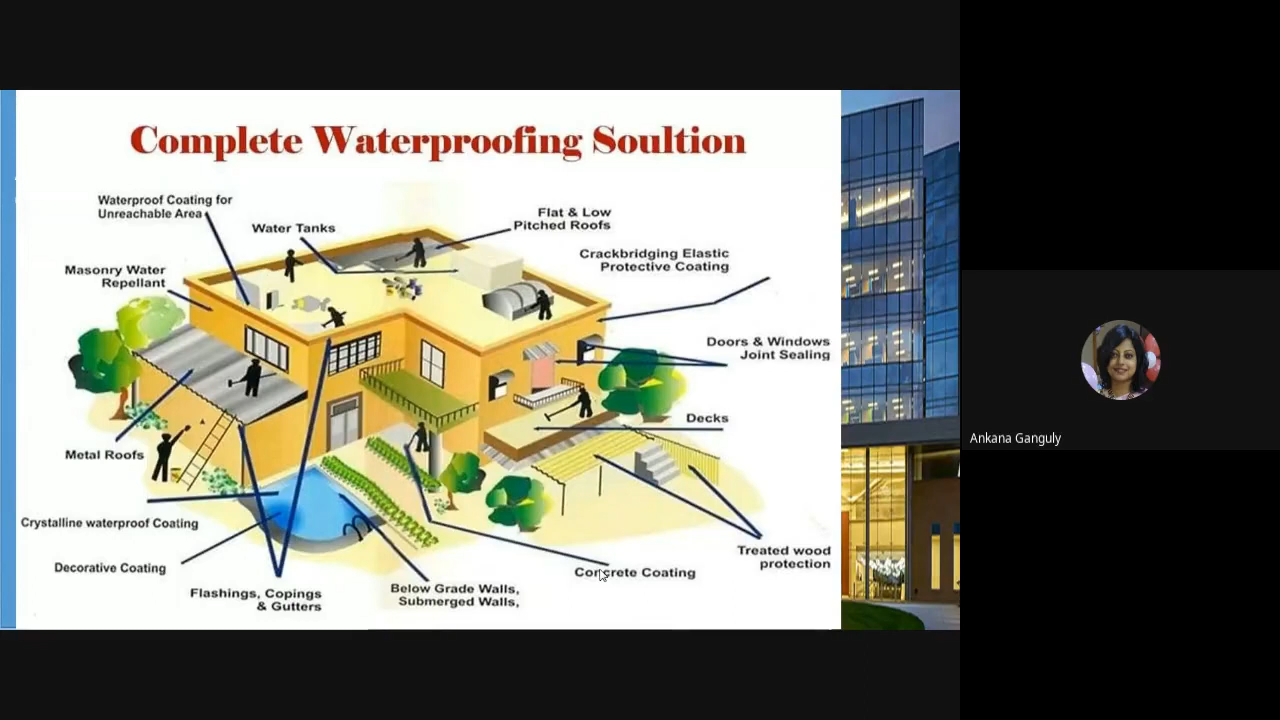 Complete Waterproofing Soultion
Waterproof Coating for
Unreachable Area
Water Tanks
Flat & Low
Pitched Roofs
Crackbridging Elastic
Protective Coating
Masonry Water
Repellant
Doors & Windows
Joint Sealing
Decks
Metal Roofs
Ankana Ganguly
Crystalline waterproof Coating
Decorative Coating
Flashings, Copings
& Gutters
Below Grade Walls,
Submerged Walls,
Concrete Coating
Treated wood
protection